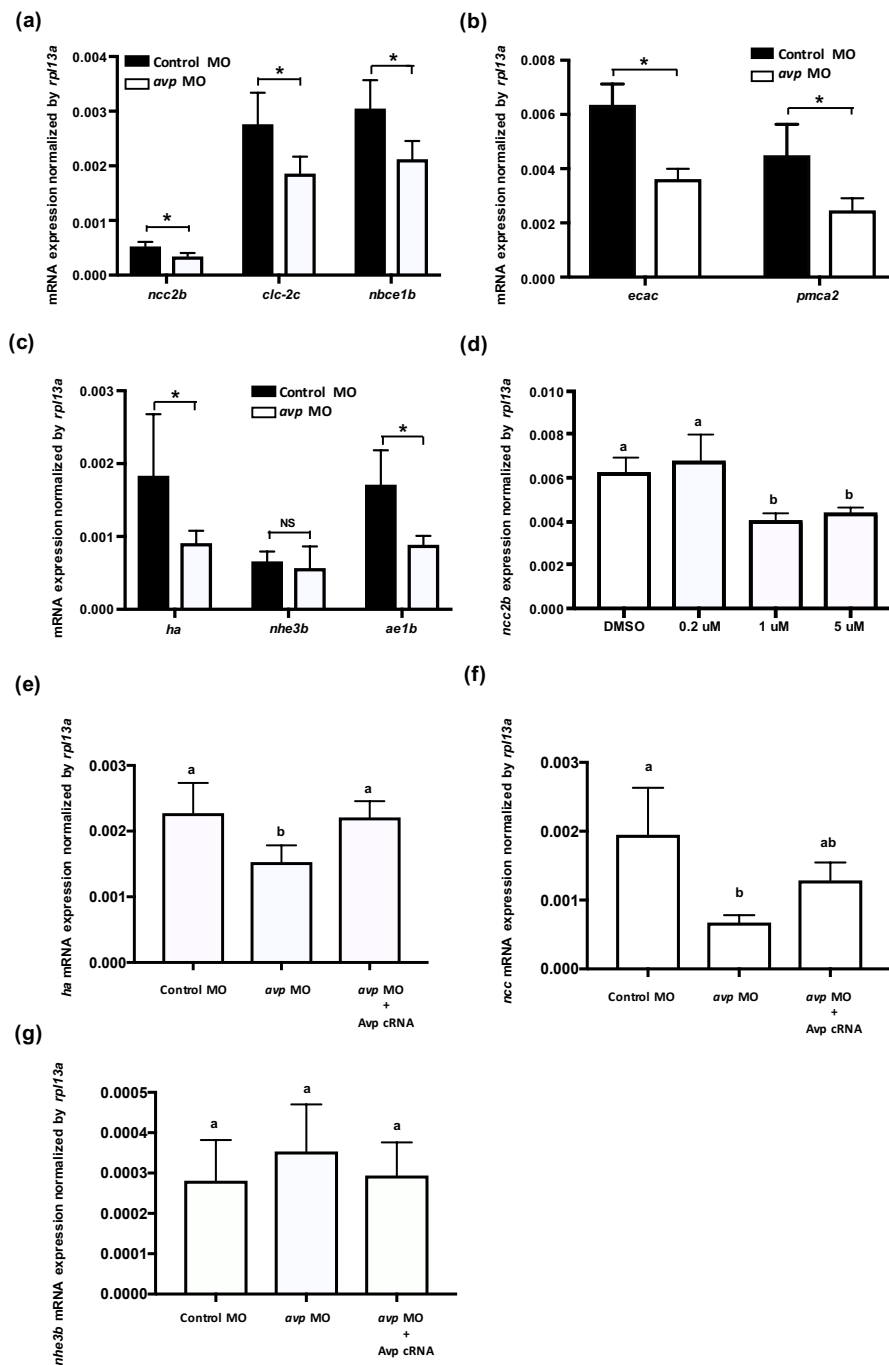 (a)
mRNA expression normalized by rpl13a
0.004
0.003
0.002
0.001
0.000
Control MO
avp MO
*
*
*
ncc2b
clc-2c
nbce1b
(b)
mRNA expression normalized by rpl13a
0.008
0.006
0.004
0.002
0.000
Control MO
avp MO
*
*
ecac
pmca2
(c)
mRNA expression normalized by rpl13a
0.003
0.002
0.001
0.000
Control MO
avp MO
*
NS
*
ha
nhe3b
ae1b
(d)
ncc2b expression normalized by rpl13a
0.010
0.008
0.006
0.004
0.002
0.000
a
a
b
b
DMSO
0.2 uM
1 uM
5 uM
(e)
ha mRNA expression normalized by rpl13a
0.003
0.002
0.001
0.000
a
b
a
Control MO
avp MO
avp MO
+
Avp cRNA
(f)
ncc mRNA expression normalized by rpl13a
0.003
0.002
0.001
0.000
a
b
ab
Control MO
avp MO
avp MO
+
Avp cRNA
(g)
nhe3b mRNA expression normalized by rpl13a
0.0005
0.0004
0.0003
0.0002
0.0001
0.0000
a
a
a
Control MO
avp MO
avp MO
+
Avp cRNA